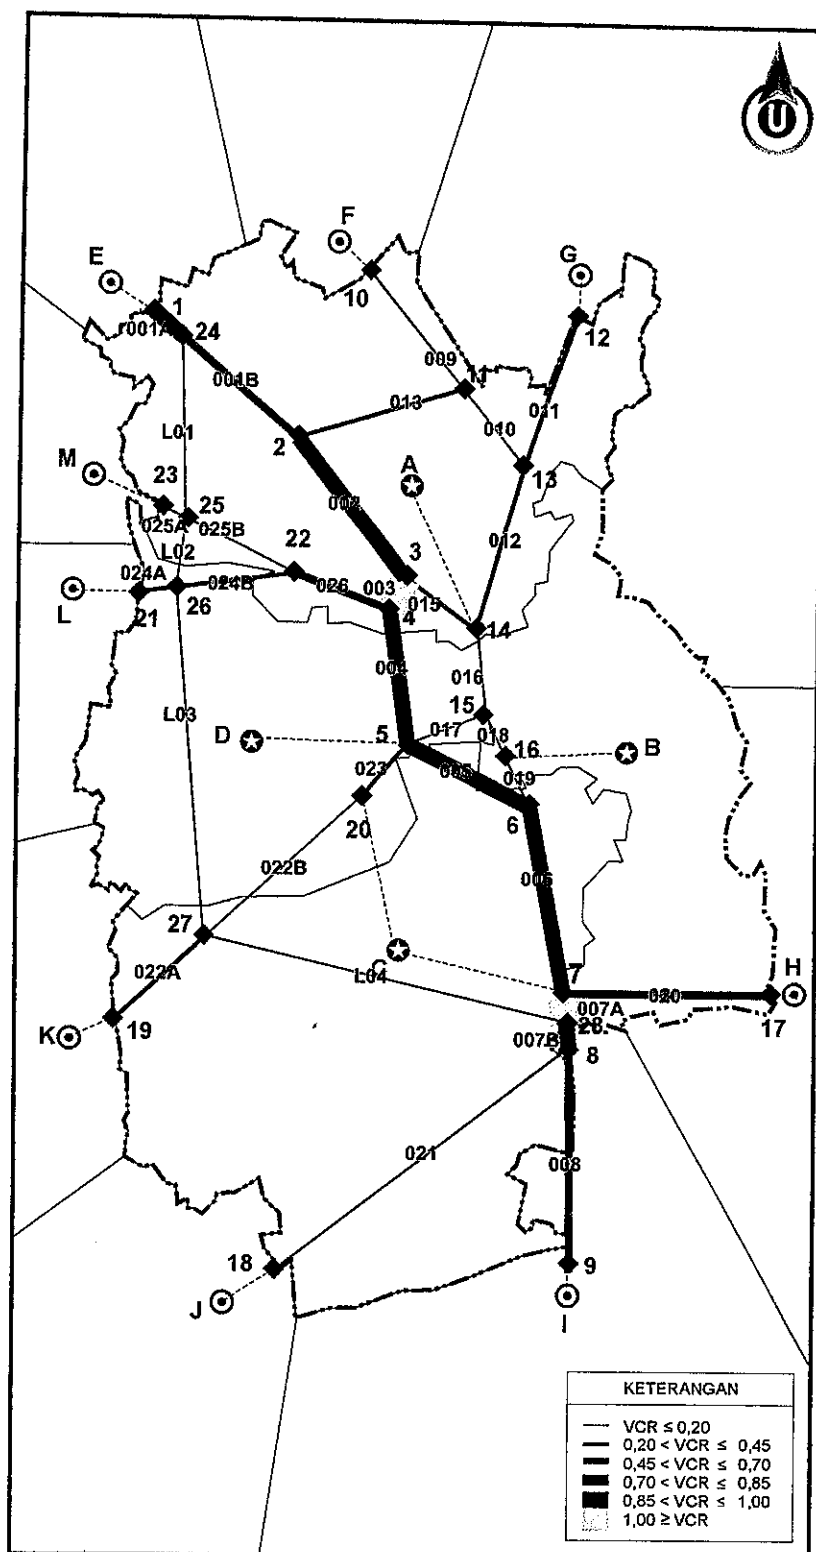 U
F
E
G
10
1
001A
24
12
009
11
001B
013
011
L01
010
2
M
A
13
23
002
25
025A
025B
22
012
3
L02
024A
024B
026
003
015
4
L
21
26
14
004
016
L03
15
D
5
017
018
16
B
005
023
019
20
6
022B
006
27
C
L04
7
H
022A
020
007A
K
19
28
17
007B
8
021
008
18
9
J
I
KETERANGAN
VCR ≤ 0,20
0,20 < VCR ≤ 0,45
0,45 < VCR ≤ 0,70
0,70 < VCR ≤ 0,85
0,85 < VCR ≤ 1,00
1,00 ≥ VCR